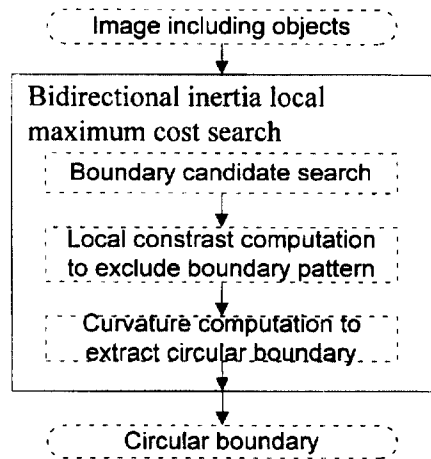 Image including objects
Bidirectional inertia local
maximum cost search
Boundary candidate search
Local constrast computation
to exclude boundary pattern
Curvature computation to
extract circular boundary
Circular boundary